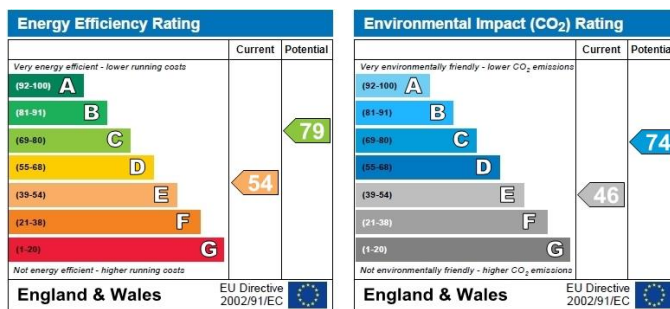 Energy Efficiency Rating
Current Potential
Very energy efficient - lower running costs
(92-100) A
(81-91) B
(69-80) C
79
(55-68) D
54
(39-54) E
(21-38) F
(1-20) G
Not energy efficient - higher running costs
England & Wales
EU Directive
2002/91/EC
Environmental Impact (CO₂) Rating
Current Potential
Very environmentally friendly - lower CO₂ emissions
(92-100) A
(81-91) B
(69-80) C
74
(55-68) D
(39-54) E
46
(21-38) F
(1-20) G
Not environmentally friendly - higher CO₂ emissions
England & Wales
EU Directive
2002/91/EC